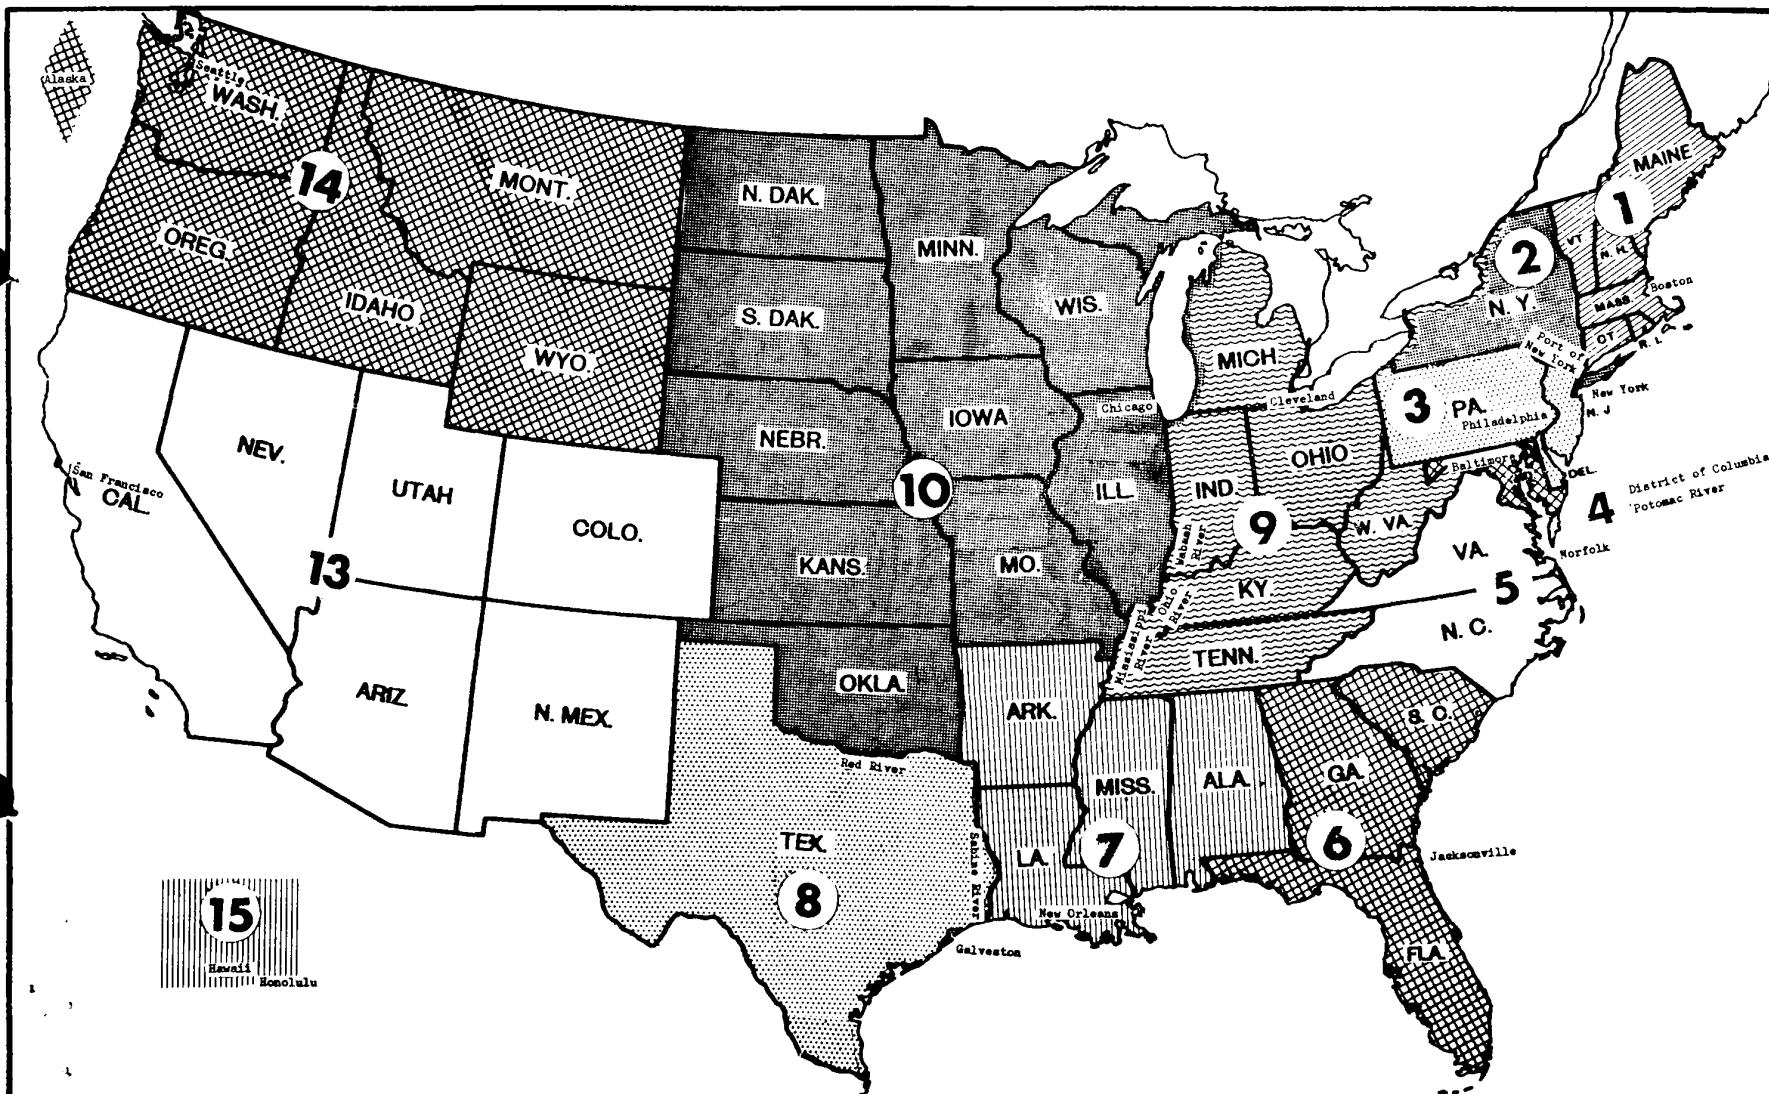 Alaska
Seattle
WASH.
14
MONT.
OREG.
IDAHO
WYO.
N. DAK.
S. DAK.
MINN.
WIS.
MICH.
NEBR.
IOWA
10
KANS.
MO.
ILL.
Chicago
IND.
OHIO
Cleveland
9
Wabash
River
Ohio
River
Mississippi
River
KY
W. VA.
TENN.
MAINE
1
VT
N. H.
MASS.
Boston
CT
R. I.
2
N. Y.
Port of
New York
New York
N. J
3
PA.
Philadelphia
Baltimore
DEL.
4
District of Columbia
Potomac River
VA.
Norfolk
5
N. C.
NEV.
UTAH
COLO.
San Francisco
CAL.
13
ARIZ.
N. MEX.
OKLA.
Red River
TEX.
8
Sabine River
Galveston
ARK.
LA.
MISS.
7
New Orleans
ALA.
GA.
S. C.
6
Jacksonville
FLA.
15
Hawaii
Honolulu